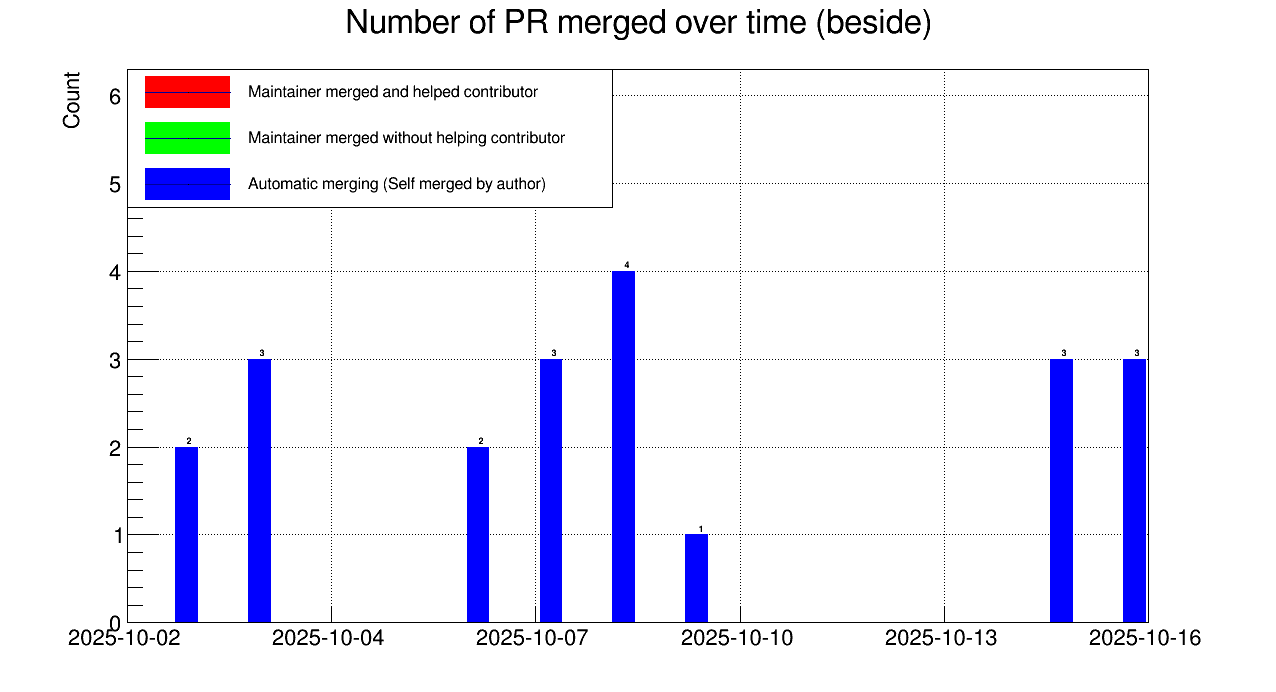 Number of PR merged over time (beside)
Count
Maintainer merged and helped contributor
Maintainer merged without helping contributor
Automatic merging (Self merged by author)
6
5
4
3
2
1
0
2
3
2
3
4
1
3
3
2025-10-02 2025-10-04 2025-10-07 2025-10-10 2025-10-13 2025-10-16